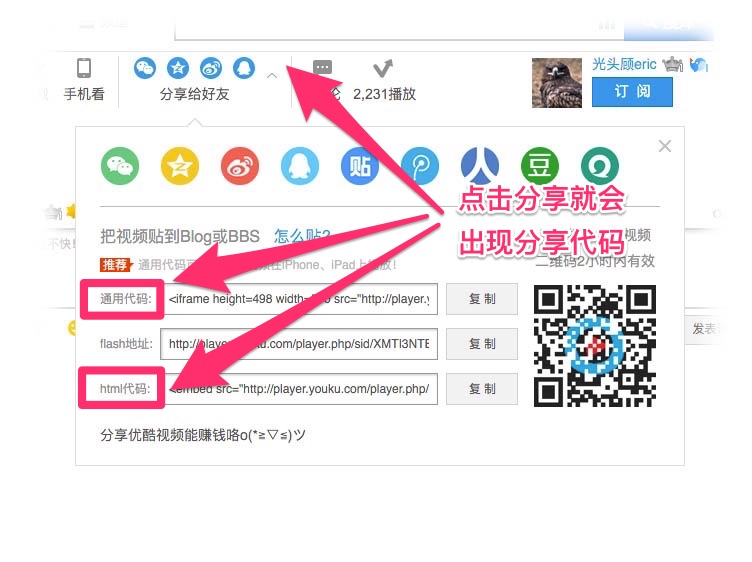 手机看
分享给好友
论 2,231播放
光头顾eric
订 阅
贴
人
豆
点击分享就会
出现分享代码
把视频贴到Blog或BBS 怎么贴?
视频
二维码2小时内有效
推荐 通用代码可 频在iPhone、iPad上播放!
不快!
通用代码: <iframe height=498 width= 0 src="http://player.y 复 制
flash地址: http://player.youku.com/player.php/sid/XMTI3NTE 复 制
发表
html代码: <embed src="http://player.youku.com/player.php/ 复 制
分享优酷视频能赚钱咯o(*≥▽≦)ツ